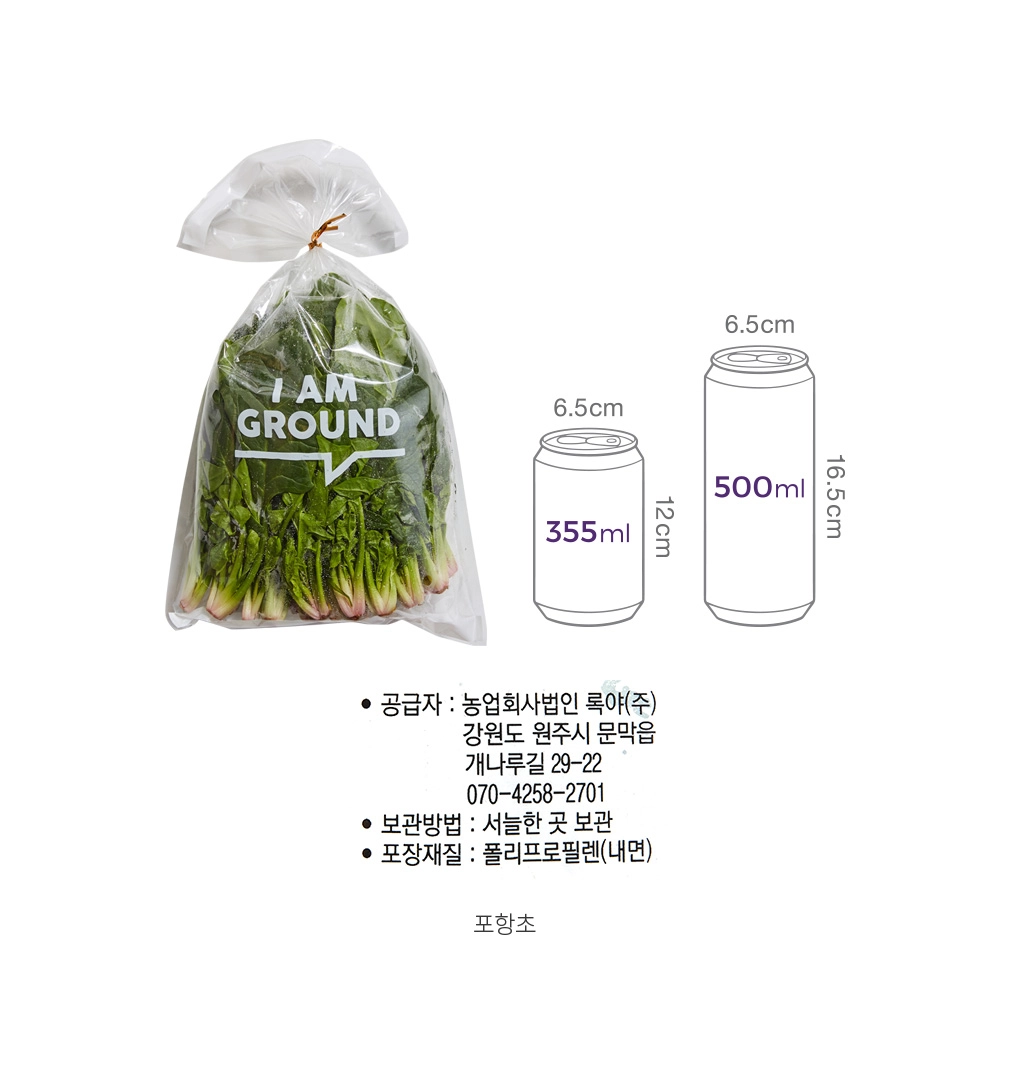 I AM
GROUND
6.5cm
355ml
12cm
6.5cm
500ml
16.5cm
• 공급자 : 농업회사법인 록야(주)
강원도 원주시 문막읍
개나루길 29-22
070-4258-2701
• 보관방법 : 서늘한 곳 보관
• 포장재질 : 폴리프로필렌(내면)
포항초